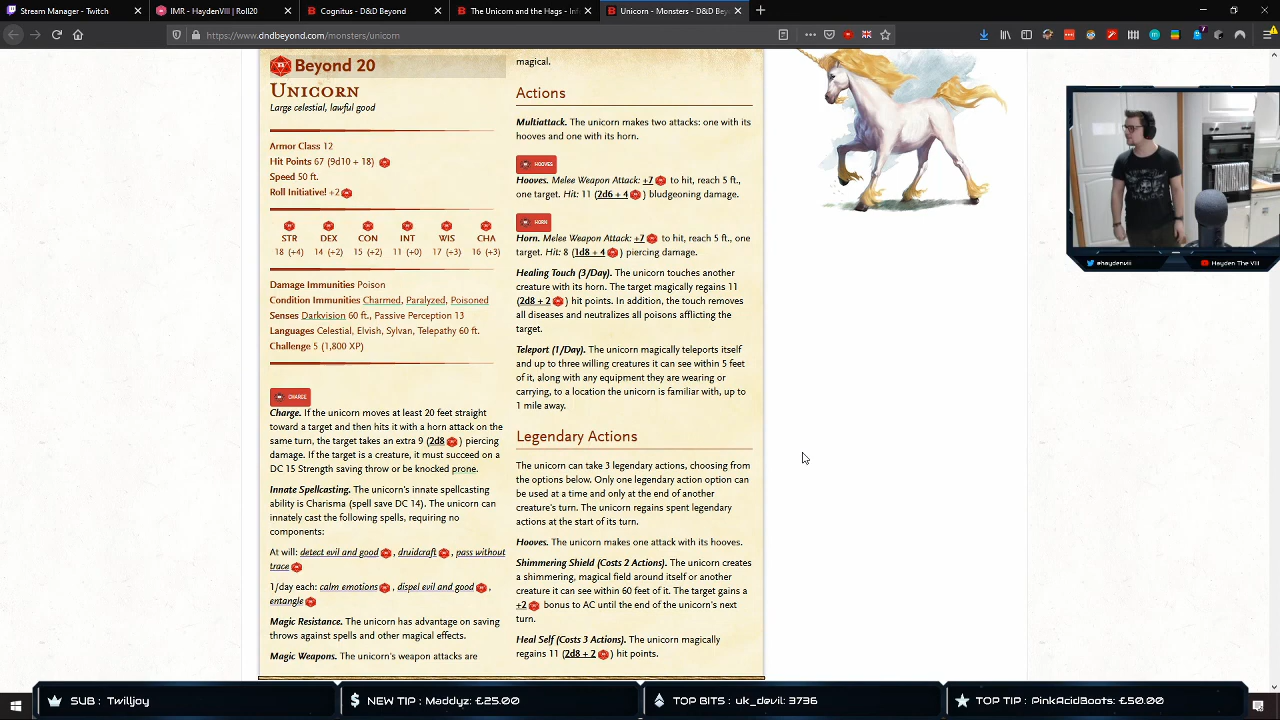 Stream Manager - Twitch
IMR - HaydenVIII | Roll20
Cognitus - D&D Beyond
The Unicorn and the Hags - Inf
Unicorn - Monsters - D&D Bey
https://www.dndbeyond.com/monsters/unicorn
Beyond 20
UNICORN
Large celestial, lawful good
Armor Class 12
Hit Points 67 (9d10 + 18)
Speed 50 ft.
Roll Initiative! +2
STR DEX CON INT WIS CHA
18 (+4) 14 (+2) 15 (+2) 11 (+0) 17 (+3) 16 (+3)
Damage Immunities Poison
Condition Immunities Charmed, Paralyzed, Poisoned
Senses Darkvision 60 ft., Passive Perception 13
Languages Celestial, Elvish, Sylvan, Telepathy 60 ft.
Challenge 5 (1,800 XP)
CHARGE
Charge. If the unicorn moves at least 20 feet straight
toward a target and then hits it with a horn attack on the
same turn, the target takes an extra 9 (2d8) piercing
damage. If the target is a creature, it must succeed on a
DC 15 Strength saving throw or be knocked prone.
Innate Spellcasting. The unicorn's innate spellcasting
ability is Charisma (spell save DC 14). The unicorn can
innately cast the following spells, requiring no
components:
At will: detect evil and good, druidcraft, pass without
trace
1/day each: calm emotions, dispel evil and good,
entangle
Magic Resistance. The unicorn has advantage on saving
throws against spells and other magical effects.
Magic Weapons. The unicorn's weapon attacks are
magical.
Actions
Multiattack. The unicorn makes two attacks: one with its
hooves and one with its horn.
HOOVES
Hooves. Melee Weapon Attack: +7 to hit, reach 5 ft.,
one target. Hit: 11 (2d6 + 4) bludgeoning damage.
HORN
Horn. Melee Weapon Attack: +7 to hit, reach 5 ft., one
target. Hit: 8 (1d8 + 4) piercing damage.
Healing Touch (3/Day). The unicorn touches another
creature with its horn. The target magically regains 11
(2d8 + 2) hit points. In addition, the touch removes
all diseases and neutralizes all poisons afflicting the
target.
Teleport (1/Day). The unicorn magically teleports itself
and up to three willing creatures it can see within 5 feet
of it, along with any equipment they are wearing or
carrying, to a location the unicorn is familiar with, up to
1 mile away.
Legendary Actions
The unicorn can take 3 legendary actions, choosing from
the options below. Only one legendary action option can
be used at a time and only at the end of another
creature's turn. The unicorn regains spent legendary
actions at the start of its turn.
Hooves. The unicorn makes one attack with its hooves.
Shimmering Shield (Costs 2 Actions). The unicorn creates
a shimmering, magical field around itself or another
creature it can see within 60 feet of it. The target gains a
+2 bonus to AC until the end of the unicorn's next
turn.
Heal Self (Costs 3 Actions). The unicorn magically
regains 11 (2d8 + 2) hit points.
@haydenviii
Hayden The VIII
SUB : Twilljoy
NEW TIP : Maddyz: £25.00
TOP BITS : uk_devil: 3736
TOP TIP : PinkAcidBoots: £50.00